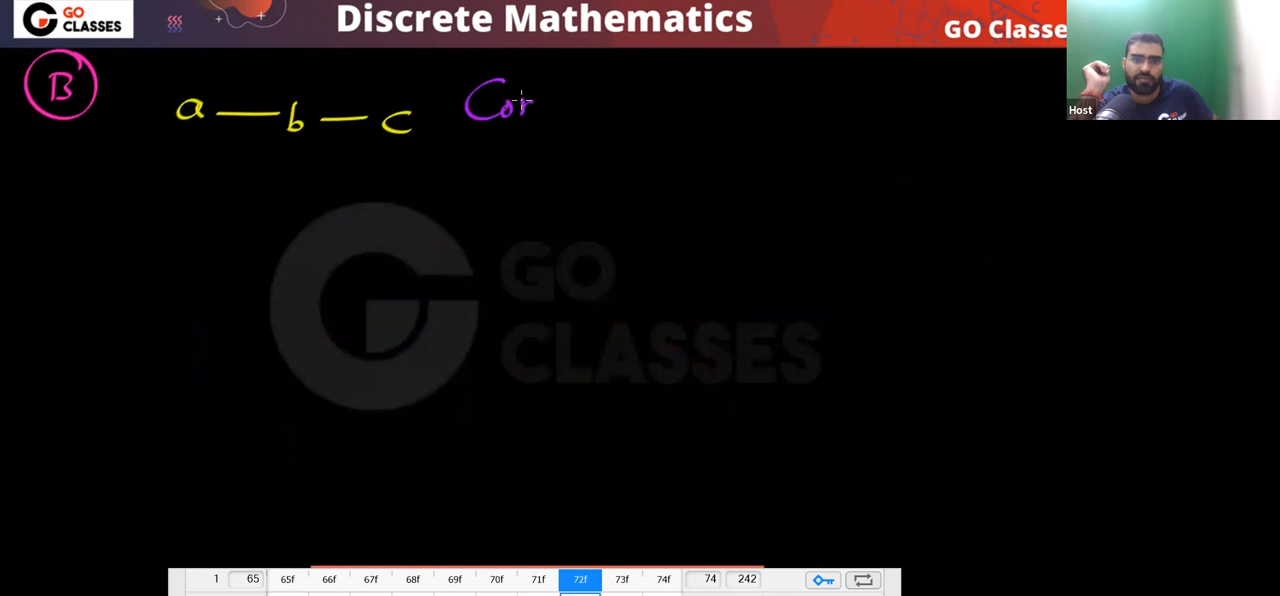 GO CLASSES
Discrete Mathematics
GO Classe
Host
B
a — b — c Cor
GO CLASSES
1 65 65f 66f 67f 68f 69f 70f 71f 72f 73f 74f 74 242